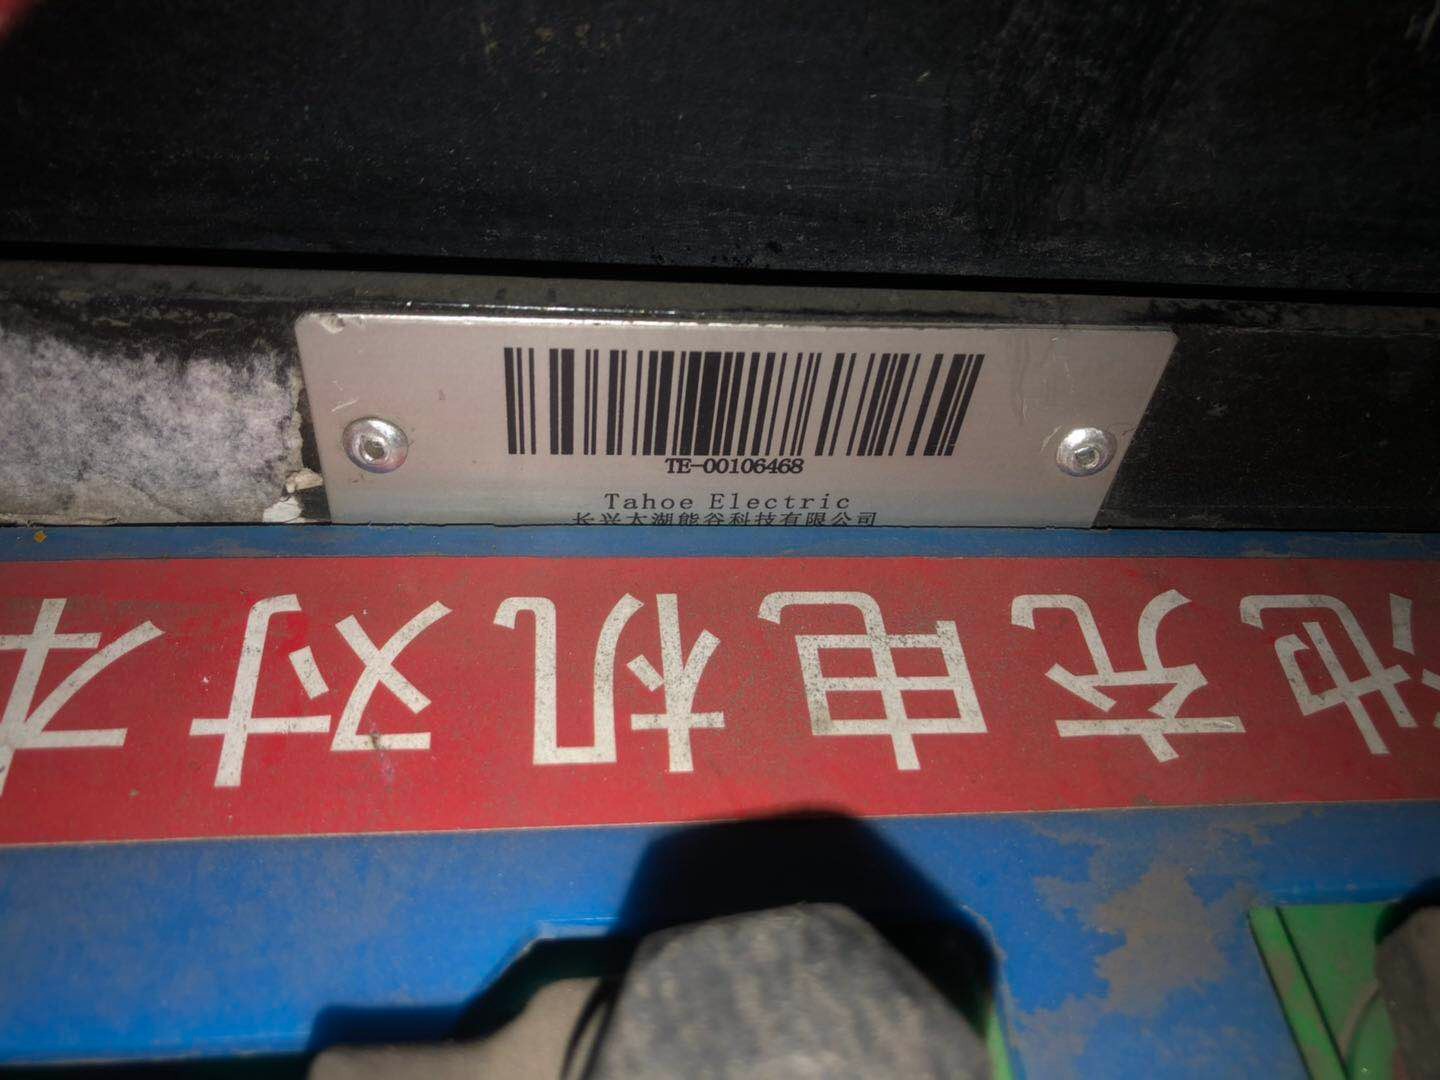 TE-00106468
Tahoe Electric
长兴太湖能谷科技有限公司
池充电机对本